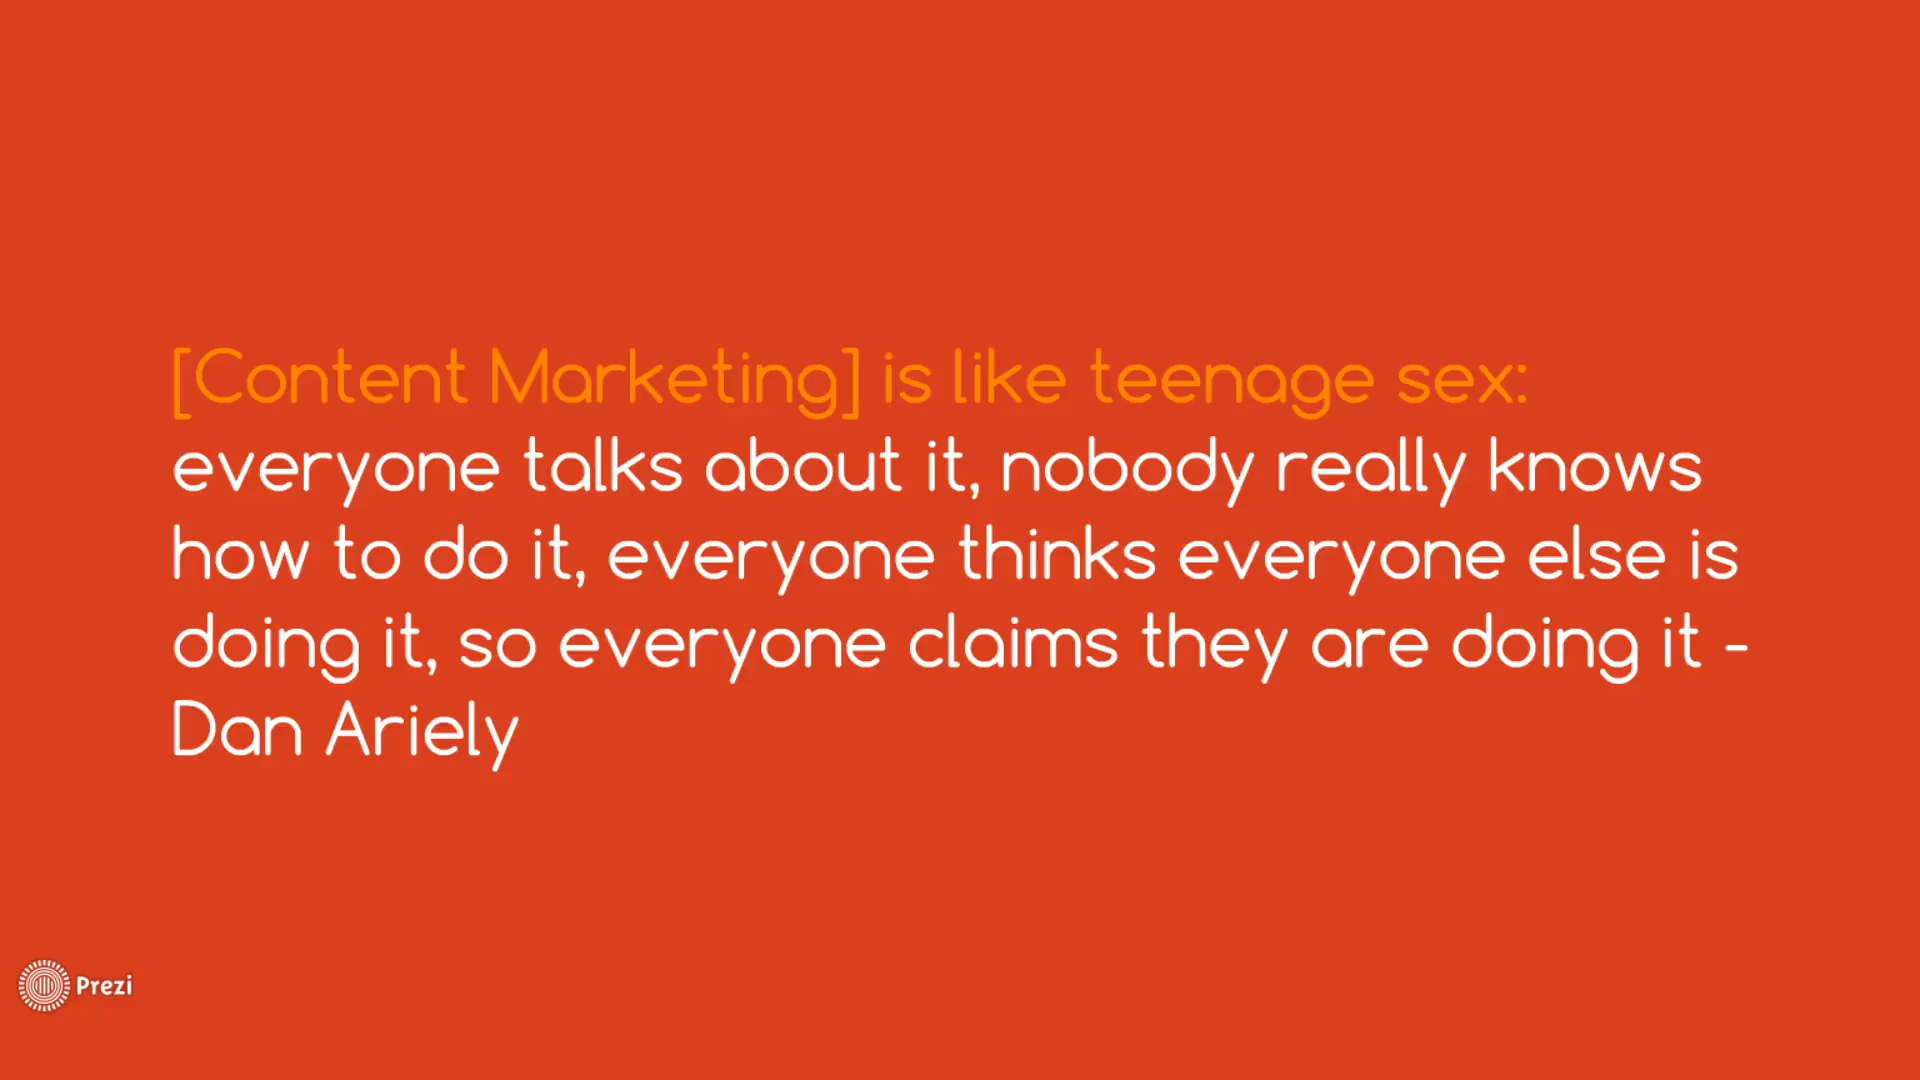 [Content Marketing] is like teenage sex:
everyone talks about it, nobody really knows
how to do it, everyone thinks everyone else is
doing it, so everyone claims they are doing it -
Dan Ariely
Prezi